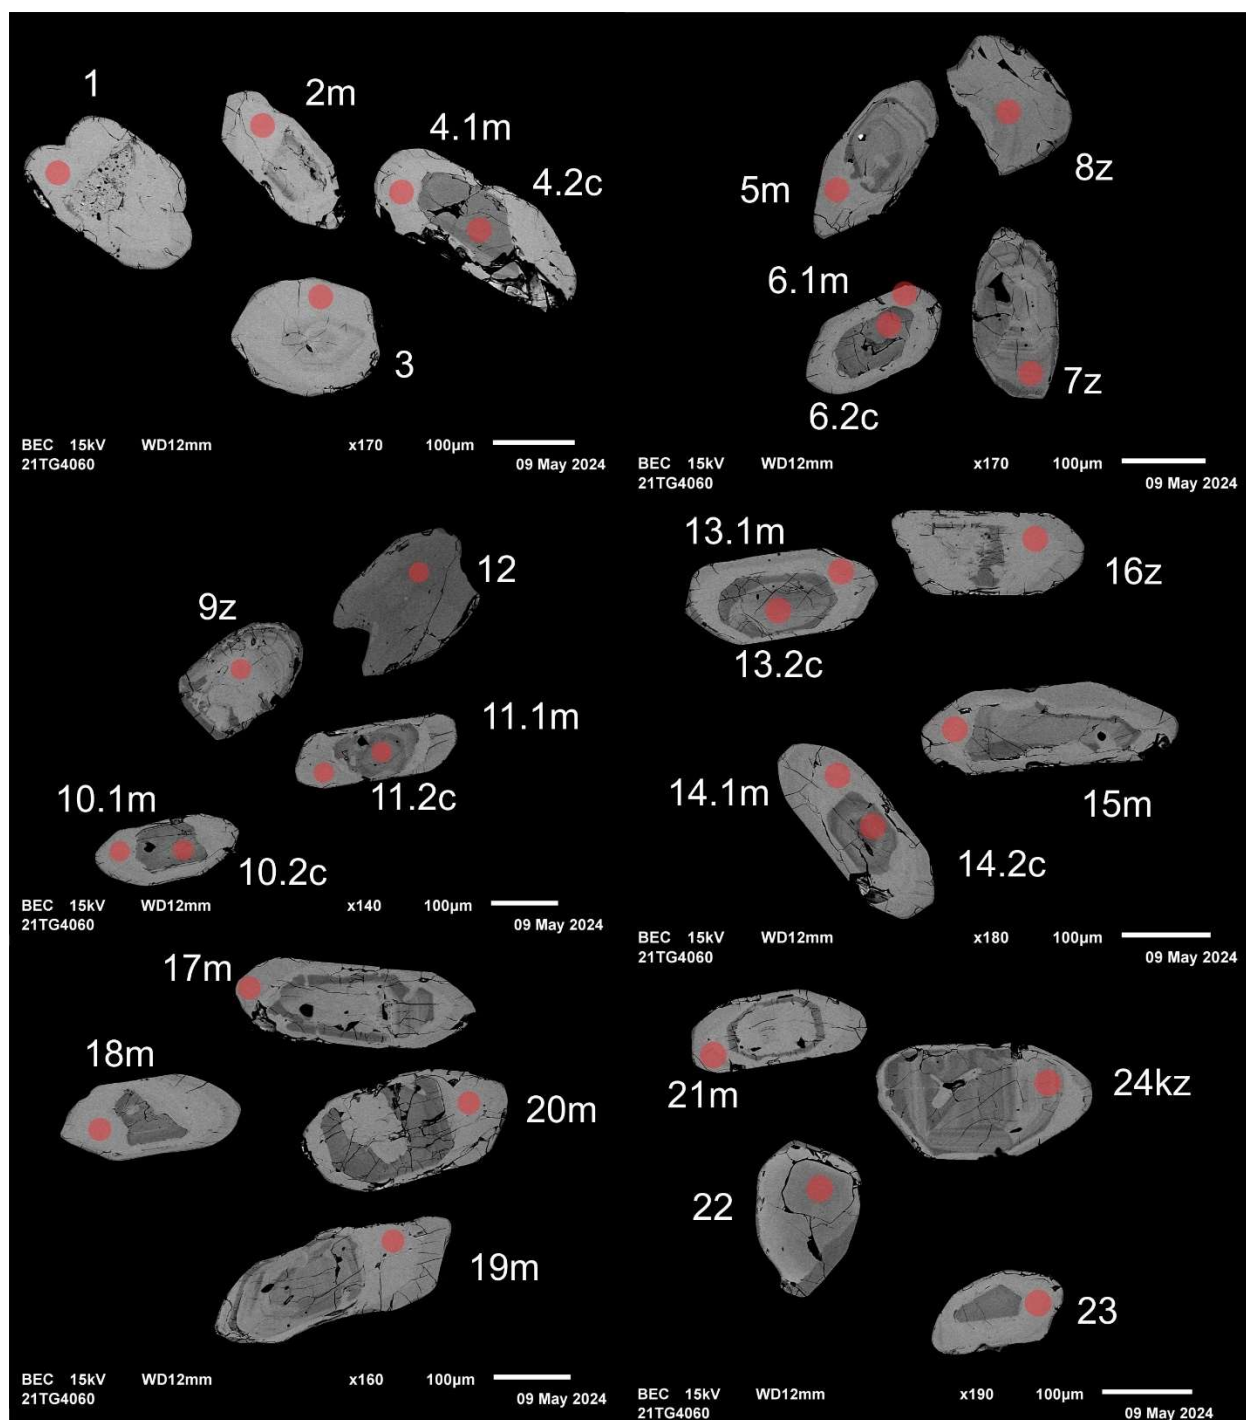 1
2m
4.1m
4.2c
3
BEC 15kV WD12mm x170 100µm
21TG4060 09 May 2024
5m
8z
6.1m
7z
6.2c
BEC 15kV WD12mm x170 100µm
21TG4060 09 May 2024
12
9z
11.1m
11.2c
10.1m
10.2c
BEC 15kV WD12mm x140 100µm
21TG4060 09 May 2024
13.1m
16z
13.2c
14.1m
15m
14.2c
BEC 15kV WD12mm x180 100µm
21TG4060 09 May 2024
17m
18m
20m
19m
BEC 15kV WD12mm x160 100µm
21TG4060 09 May 2024
21m
24kz
22
23
BEC 15kV WD12mm x190 100µm
21TG4060 09 May 2024